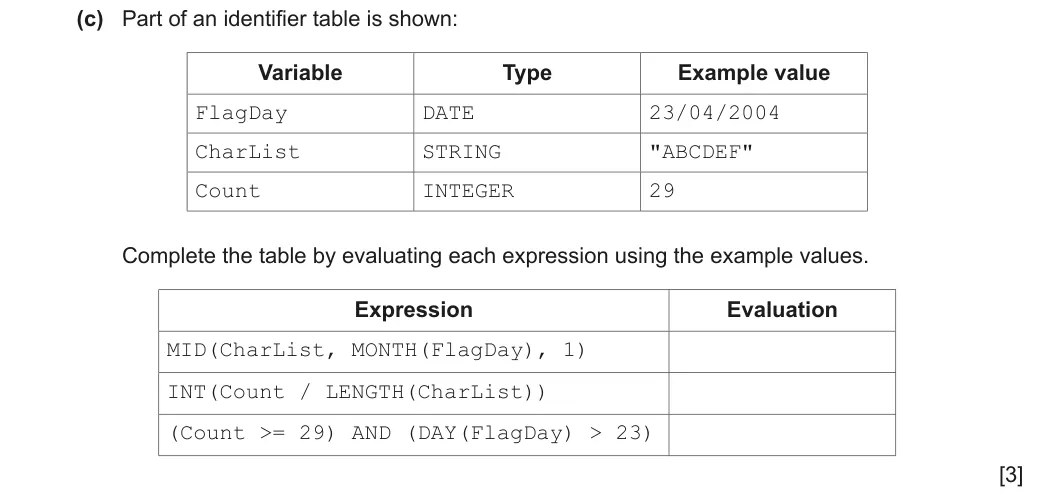 (c) Part of an identifier table is shown:
Variable Type Example value
FlagDay DATE 23/04/2004
CharList STRING "ABCDEF"
Count INTEGER 29
Complete the table by evaluating each expression using the example values.
Expression Evaluation
MID(CharList, MONTH(FlagDay), 1)
INT(Count / LENGTH(CharList))
(Count >= 29) AND (DAY(FlagDay) > 23)
[3]